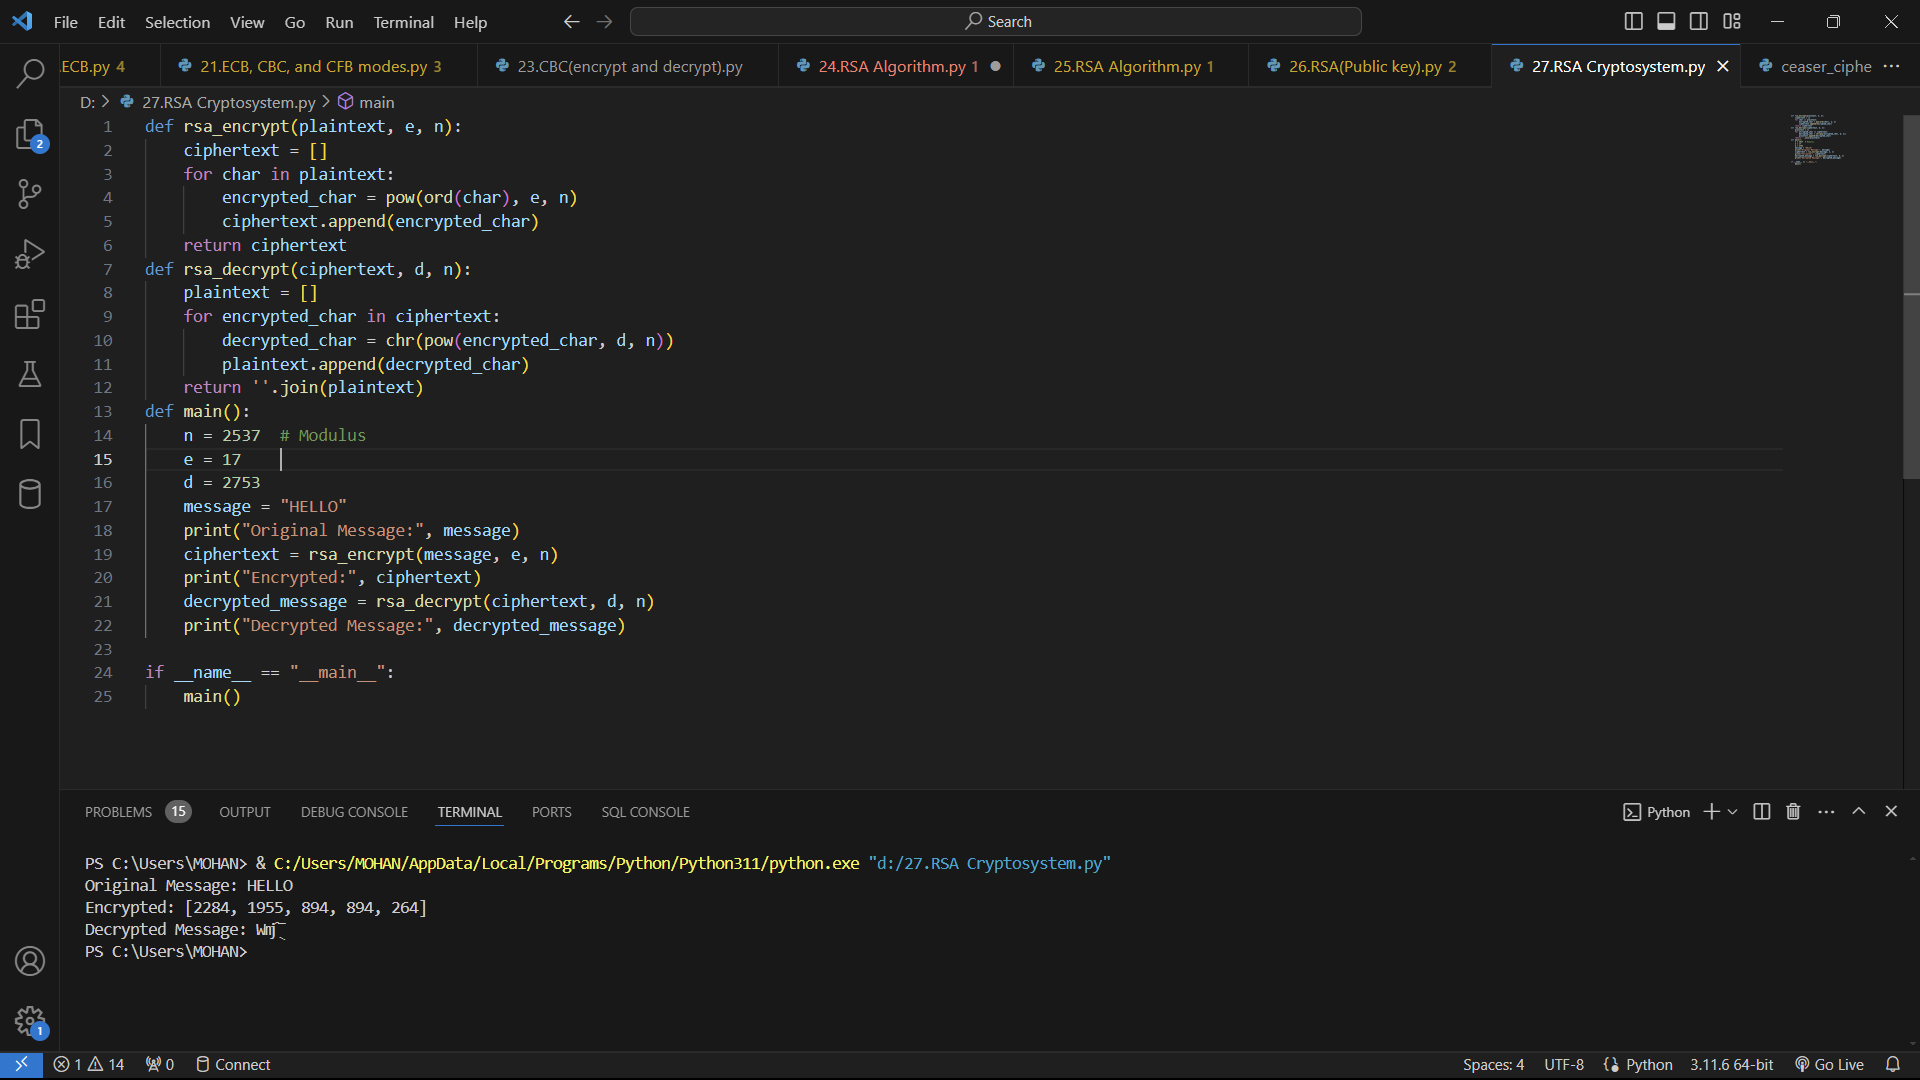 File Edit Selection View Go Run Terminal Help Search
.ECB.py 4 21.ECB, CBC, and CFB modes.py 3 23.CBC(encrypt and decrypt).py 24.RSA Algorithm.py 1 25.RSA Algorithm.py 1 26.RSA(Public key).py 2 27.RSA Cryptosystem.py ceaser_ciphe
D: > 27.RSA Cryptosystem.py > main
1 def rsa_encrypt(plaintext, e, n):
2 ciphertext = []
3 for char in plaintext:
4 encrypted_char = pow(ord(char), e, n)
5 ciphertext.append(encrypted_char)
6 return ciphertext
7 def rsa_decrypt(ciphertext, d, n):
8 plaintext = []
9 for encrypted_char in ciphertext:
10 decrypted_char = chr(pow(encrypted_char, d, n))
11 plaintext.append(decrypted_char)
12 return ''.join(plaintext)
13 def main():
14 n = 2537 # Modulus
15 e = 17
16 d = 2753
17 message = "HELLO"
18 print("Original Message:", message)
19 ciphertext = rsa_encrypt(message, e, n)
20 print("Encrypted:", ciphertext)
21 decrypted_message = rsa_decrypt(ciphertext, d, n)
22 print("Decrypted Message:", decrypted_message)
23
24 if __name__ == "__main__":
25 main()
2
PROBLEMS 15 OUTPUT DEBUG CONSOLE TERMINAL PORTS SQL CONSOLE Python
PS C:\Users\MOHAN> & C:/Users/MOHAN/AppData/Local/Programs/Python/Python311/python.exe "d:/27.RSA Cryptosystem.py"
Original Message: HELLO
Encrypted: [2284, 1955, 894, 894, 264]
Decrypted Message:
PS C:\Users\MOHAN>
1
1 14 0 Connect Spaces: 4 UTF-8 Python 3.11.6 64-bit Go Live